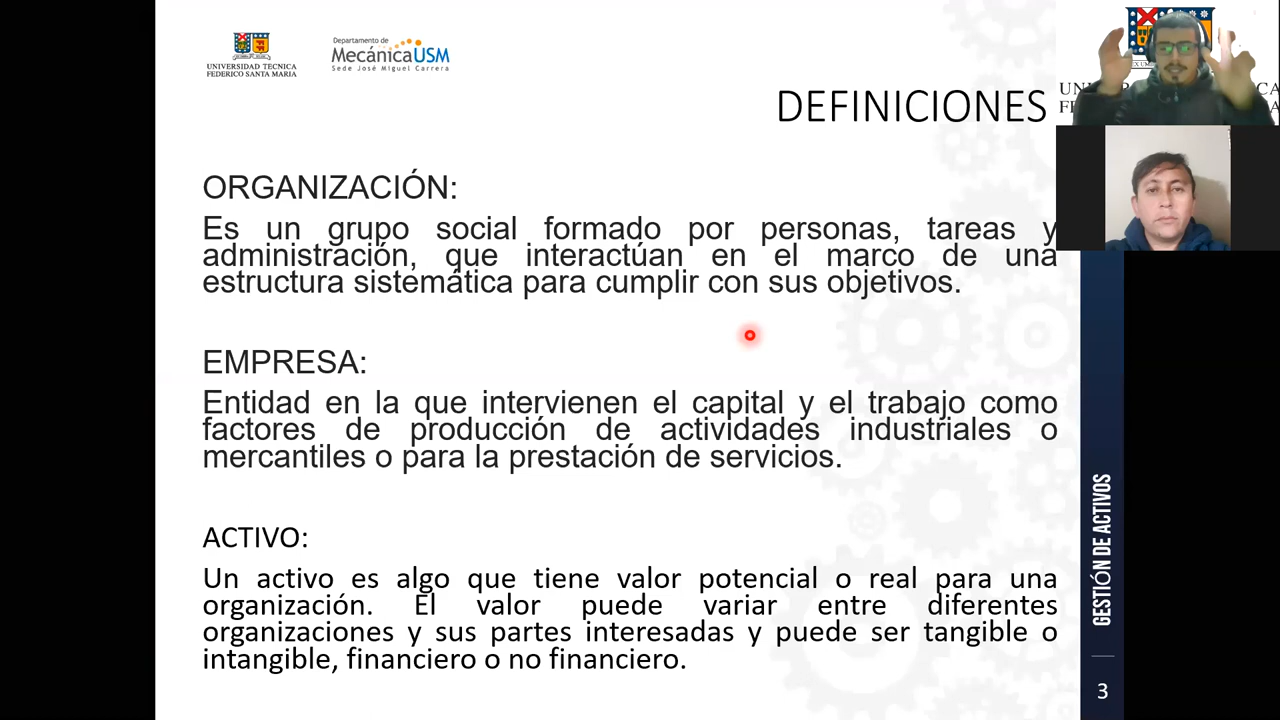 UNIVERSIDAD TECNICA
FEDERICO SANTA MARIA
Departamento de
MecánicaUSM
Sede José Miguel Carrera
DEFINICIONES
ORGANIZACIÓN:
Es un grupo social formado por personas, tareas y
administración, que interactúan en el marco de una
estructura sistemática para cumplir con sus objetivos.
EMPRESA:
Entidad en la que intervienen el capital y el trabajo como
factores de producción de actividades industriales o
mercantiles o para la prestación de servicios.
ACTIVO:
Un activo es algo que tiene valor potencial o real para una
organización. El valor puede variar entre diferentes
organizaciones y sus partes interesadas y puede ser tangible o
intangible, financiero o no financiero.
GESTIÓN DE ACTIVOS
3